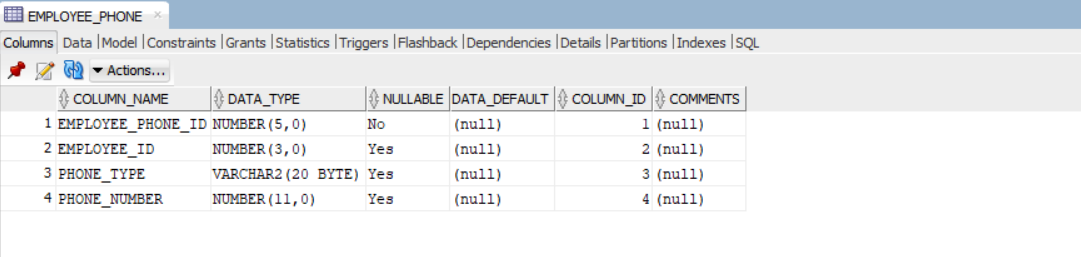 EMPLOYEE_PHONE
Columns Data Model Constraints Grants Statistics Triggers Flashback Dependencies Details Partitions Indexes SQL
Actions...
COLUMN_NAME DATA_TYPE NULLABLE DATA_DEFAULT COLUMN_ID COMMENTS
1 EMPLOYEE_PHONE_ID NUMBER(5,0) No (null) 1 (null)
2 EMPLOYEE_ID NUMBER(3,0) Yes (null) 2 (null)
3 PHONE_TYPE VARCHAR2(20 BYTE) Yes (null) 3 (null)
4 PHONE_NUMBER NUMBER(11,0) Yes (null) 4 (null)